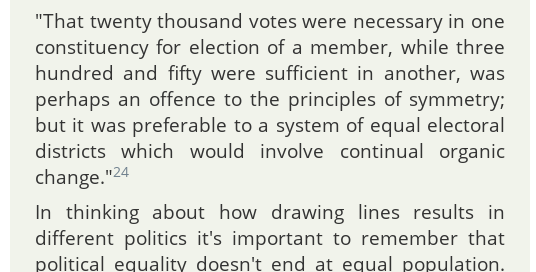 "That twenty thousand votes were necessary in one
constituency for election of a member, while three
hundred and fifty were sufficient in another, was
perhaps an offence to the principles of symmetry;
but it was preferable to a system of equal electoral
districts which would involve continual organic
change."24
In thinking about how drawing lines results in
different politics it's important to remember that
political equality doesn't end at equal population.